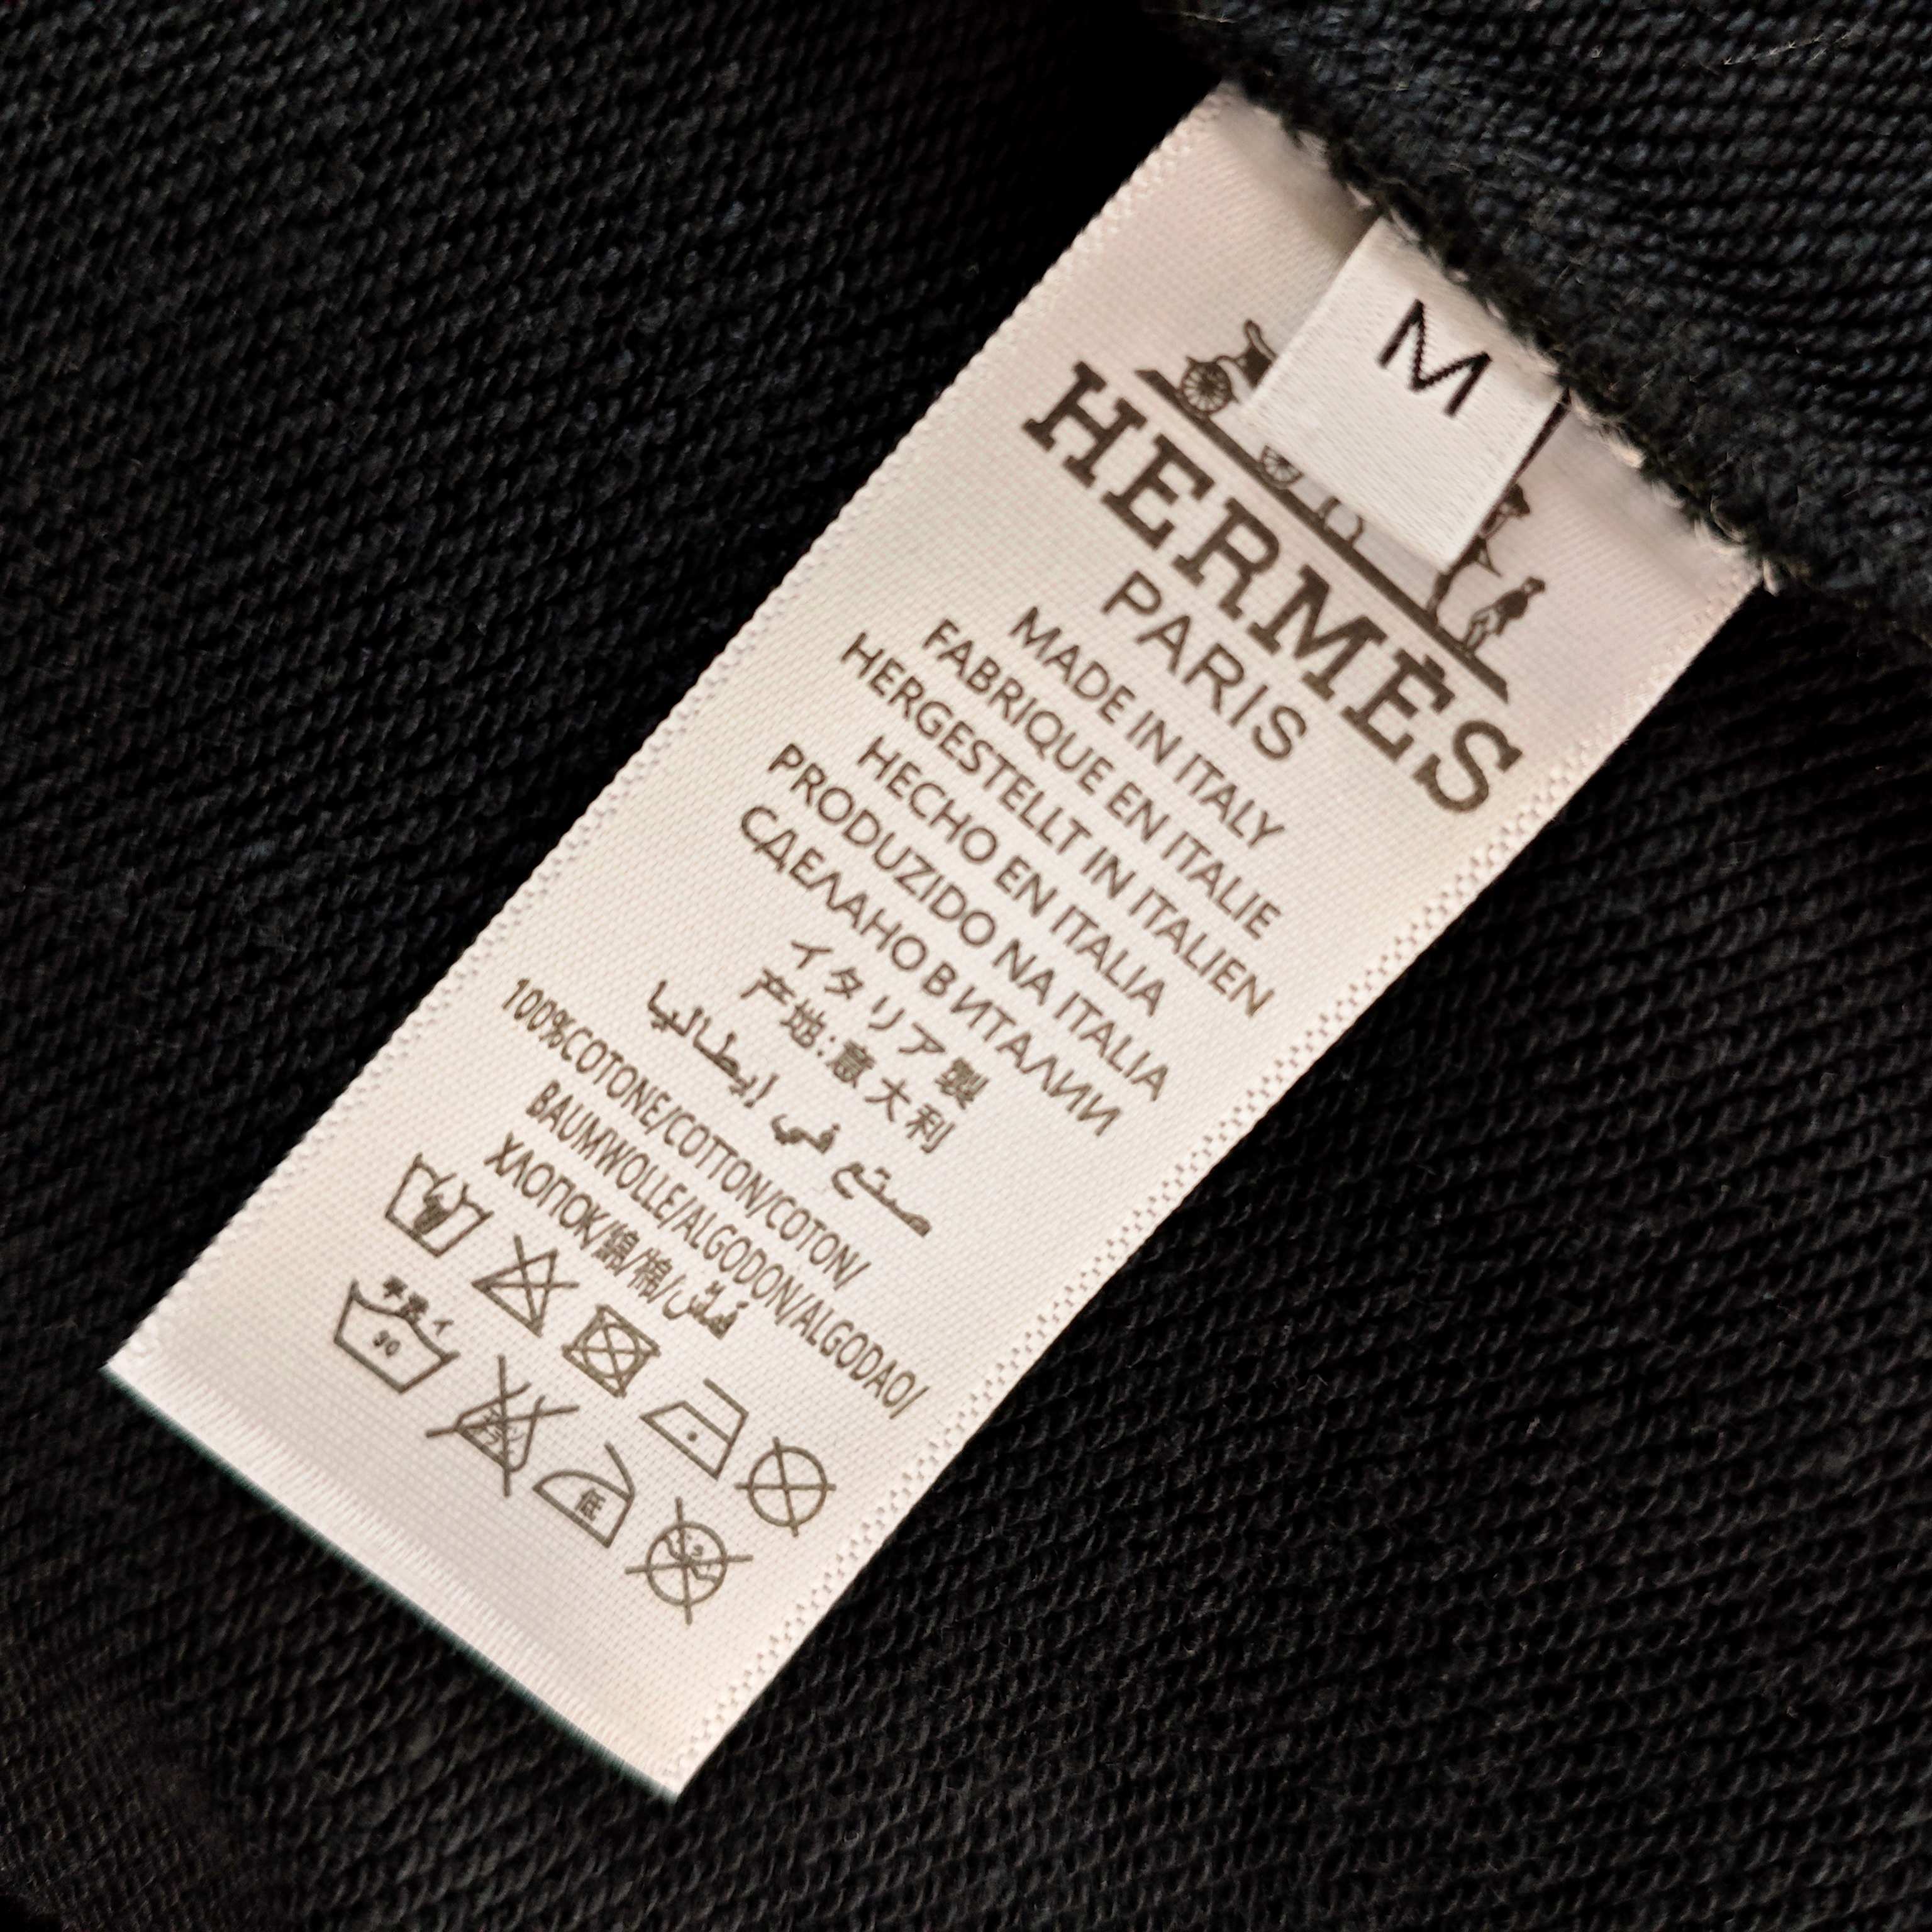 M
HERMÈS
PARIS
MADE IN ITALY
FABRIQUE EN ITALIE
HERGESTELLT IN ITALIEN
HECHO EN ITALIA
PRODUZIDO NA ITALIA
СДЕЛАНО В ИТАЛИИ
イタリア製
产地:意大利
صنع في إيطاليا
100%COTONE/COTTON/COTON/
BAUMWOLLE/ALGODON/ALGODAO/
ХЛОПОК/綿/棉/قطن
30
低